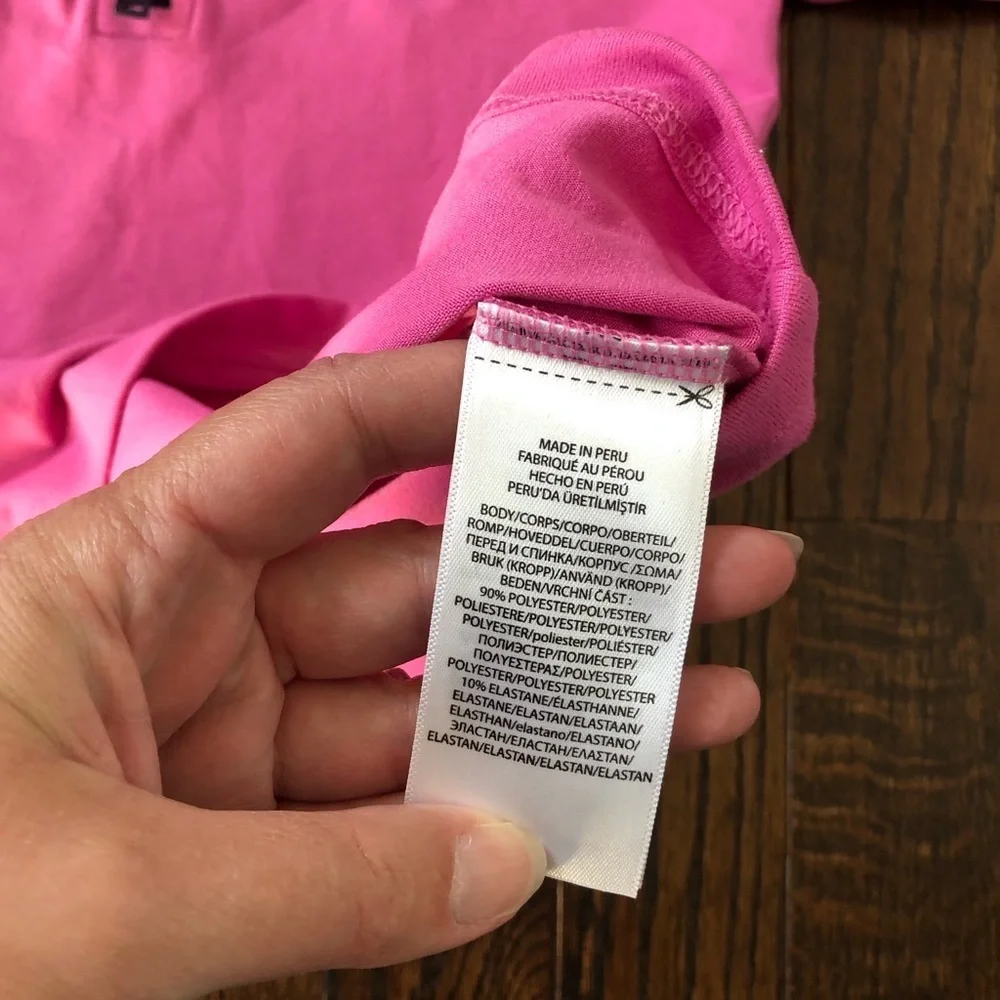 MADE IN PERU
FABRIQUÉ AU PÉROU
HECHO EN PERÚ
PERU'DA ÜRETİLMİŞTİR
BODY/CORPS/CORPO/OBERTEIL/
ROMP/HOVEDDEL/CUERPO/CORPO/
ПЕРЕД И СПИНКА/КОРПУС /ΣΩΜΑ/
BRUK (KROPP)/ANVÄND (KROPP)/
BEDEN/VRCHNÍ ČÁST :
90% POLYESTER/POLYESTER/
POLIESTERE/POLYESTER/POLYESTER/
POLYESTER/poliester/POLIÉSTER/
ПОЛИЭСТЕР/ПОЛИЕСТЕР/
ΠΟΛΥΕΣΤΕΡΑΣ/POLYESTER/
POLYESTER/POLYESTER/POLYESTER
10% ELASTANE/ÉLASTHANNE/
ELASTANE/ELASTAN/ELASTAAN/
ELASTHAN/elastano/ELASTANO/
ЭЛАСТАН/ЕЛАСТАН/ΕΛΑΣΤΑΝ/
ELASTAN/ELASTAN/ELASTAN/ELASTAN